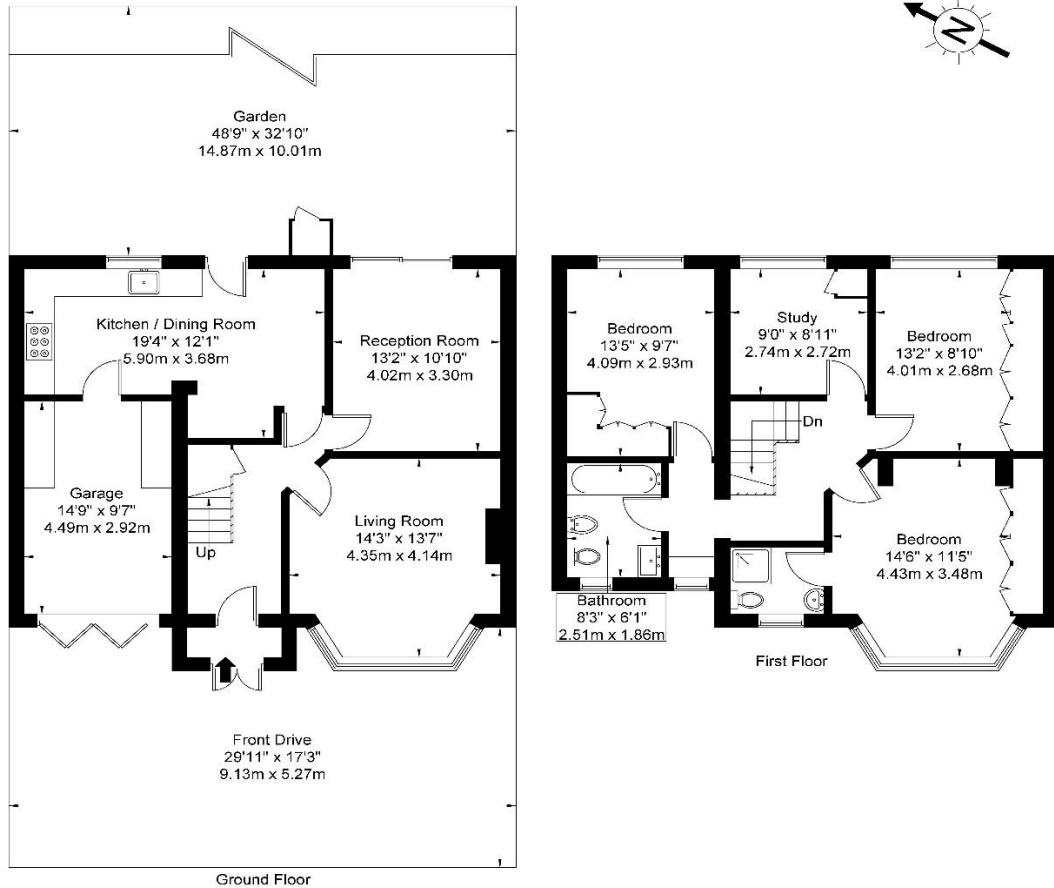 N
Garden
48'9" x 32'10"
14.87m x 10.01m
Kitchen / Dining Room
19'4" x 12'1"
5.90m x 3.68m
Reception Room
13'2" x 10'10"
4.02m x 3.30m
Garage
14'9" x 9'7"
4.49m x 2.92m
Up
Living Room
14'3" x 13'7"
4.35m x 4.14m
Front Drive
29'11" x 17'3"
9.13m x 5.27m
Ground Floor
Bedroom
13'5" x 9'7"
4.09m x 2.93m
Study
9'0" x 8'11"
2.74m x 2.72m
Bedroom
13'2" x 8'10"
4.01m x 2.68m
Dn
Bedroom
14'6" x 11'5"
4.43m x 3.48m
Bathroom
8'3" x 6'1"
2.51m x 1.86m
First Floor